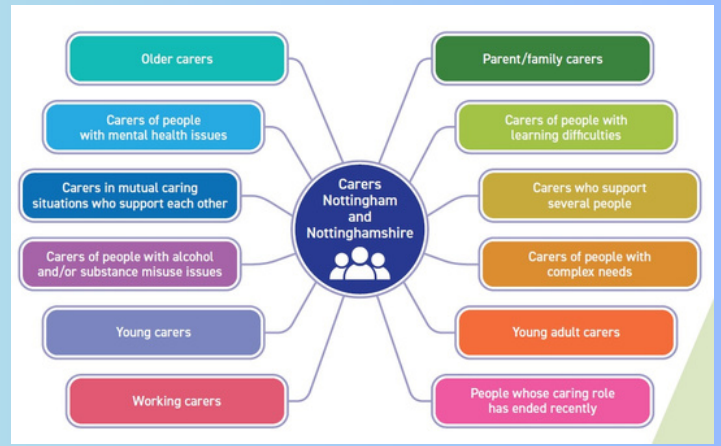 Older carers
Carers of people
with mental health issues
Carers in mutual caring
situations who support each other
Carers of people with alcohol
and/or substance misuse issues
Young carers
Working carers
Carers
Nottingham
and
Nottinghamshire
Parent/family carers
Carers of people with
learning difficulties
Carers who support
several people
Carers of people with
complex needs
Young adult carers
People whose caring role
has ended recently